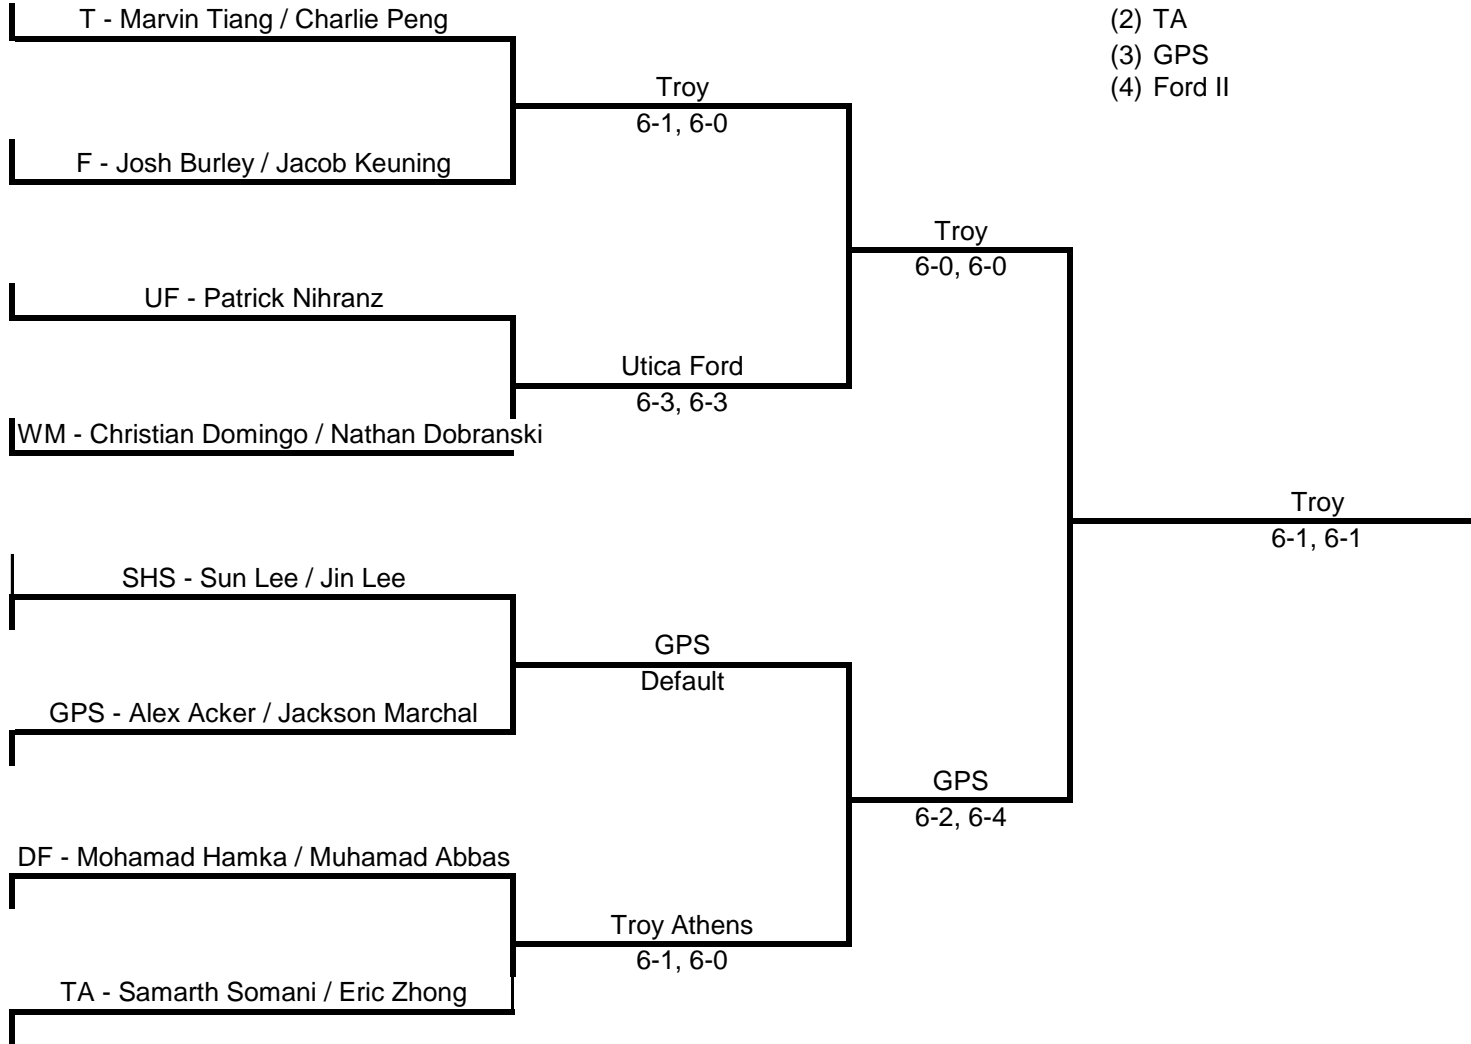 T - Marvin Tiang / Charlie Peng
(2) TA
(3) GPS
(4) Ford II
Troy
6-1, 6-0
F - Josh Burley / Jacob Keuning
Troy
6-0, 6-0
UF - Patrick Nihranz
Utica Ford
6-3, 6-3
WM - Christian Domingo / Nathan Dobranski
Troy
6-1, 6-1
SHS - Sun Lee / Jin Lee
GPS
Default
GPS - Alex Acker / Jackson Marchal
GPS
6-2, 6-4
DF - Mohamad Hamka / Muhamad Abbas
Troy Athens
6-1, 6-0
TA - Samarth Somani / Eric Zhong